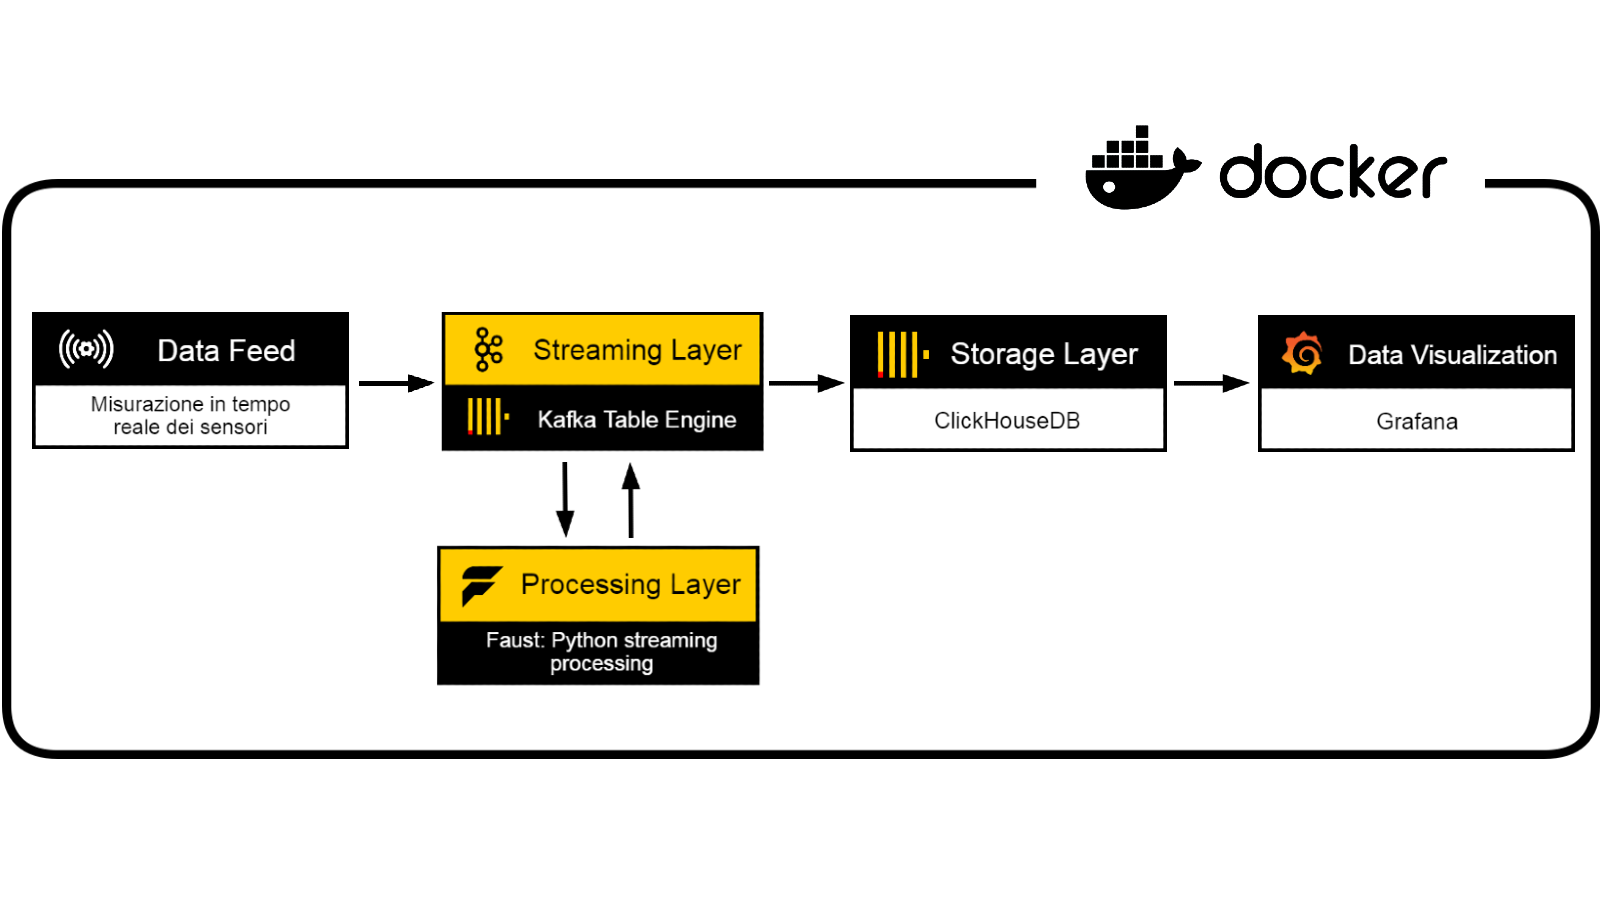 docker
Data Feed
Misurazione in tempo
reale dei sensori
Streaming Layer
Kafka Table Engine
Storage Layer
ClickHouseDB
Data Visualization
Grafana
Processing Layer
Faust: Python streaming
processing